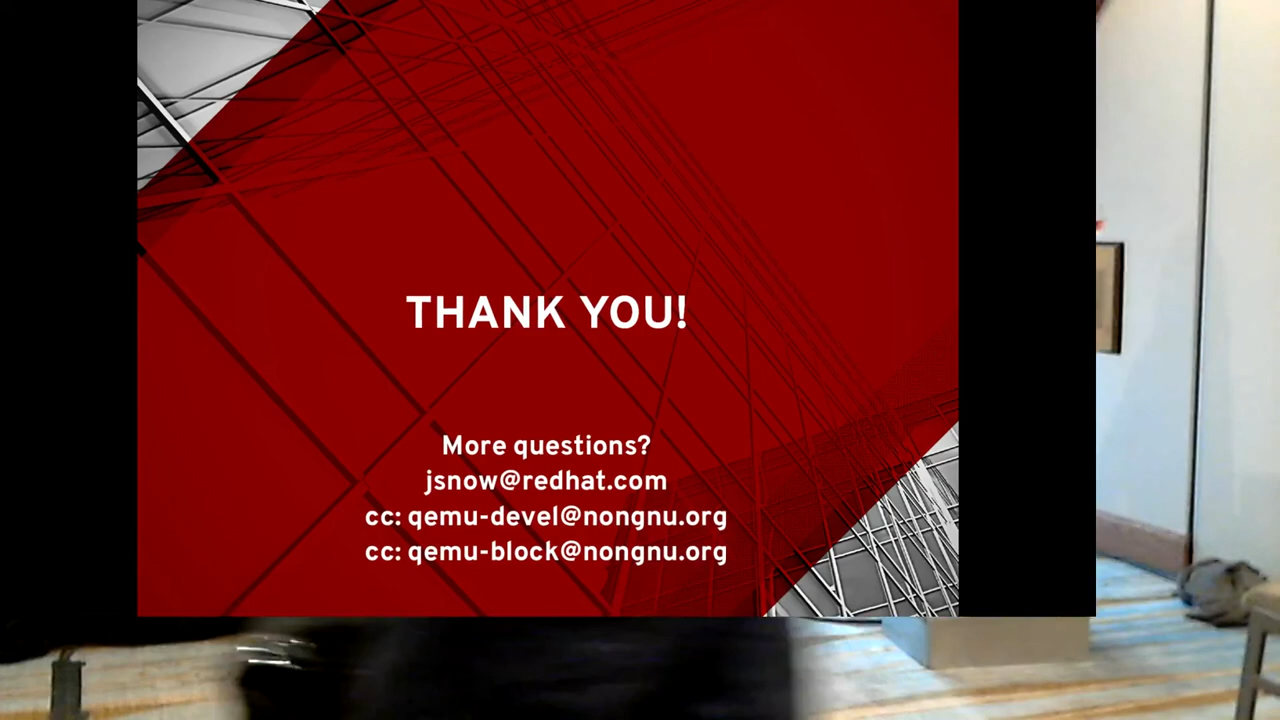 THANK YOU!
More questions?
jsnow@redhat.com
cc: qemu-devel@nongnu.org
cc: qemu-block@nongnu.org